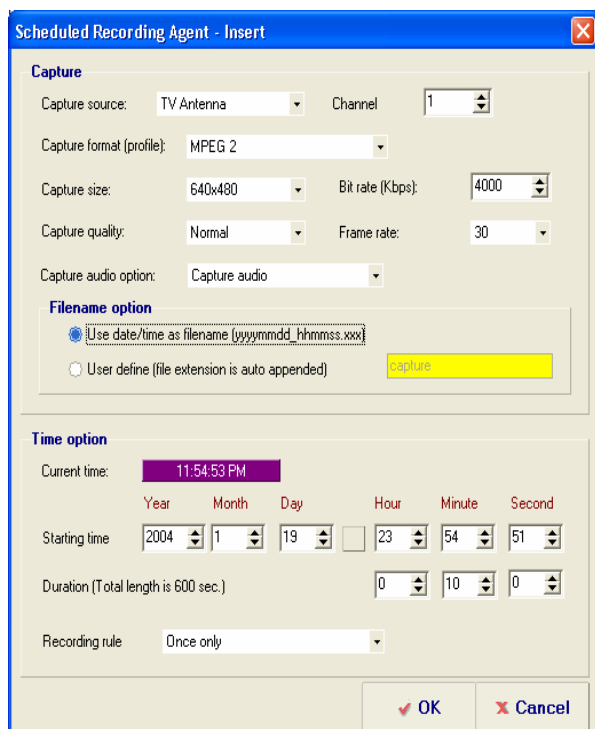 Scheduled Recording Agent - Insert
Capture
Capture source: TV Antenna Channel 1
Capture format (profile): MPEG 2
Capture size: 640x480 Bit rate (Kbps): 4000
Capture quality: Normal Frame rate: 30
Capture audio option: Capture audio
Filename option
Use date/time as filename (yyyymmdd_hhmmss.xxx)
User define (file extension is auto appended) capture
Time option
Current time: 11:54:53 PM
Year Month Day Hour Minute Second
Starting time 2004 1 19 23 54 51
Duration (Total length is 600 sec.) 0 10 0
Recording rule Once only
OK Cancel